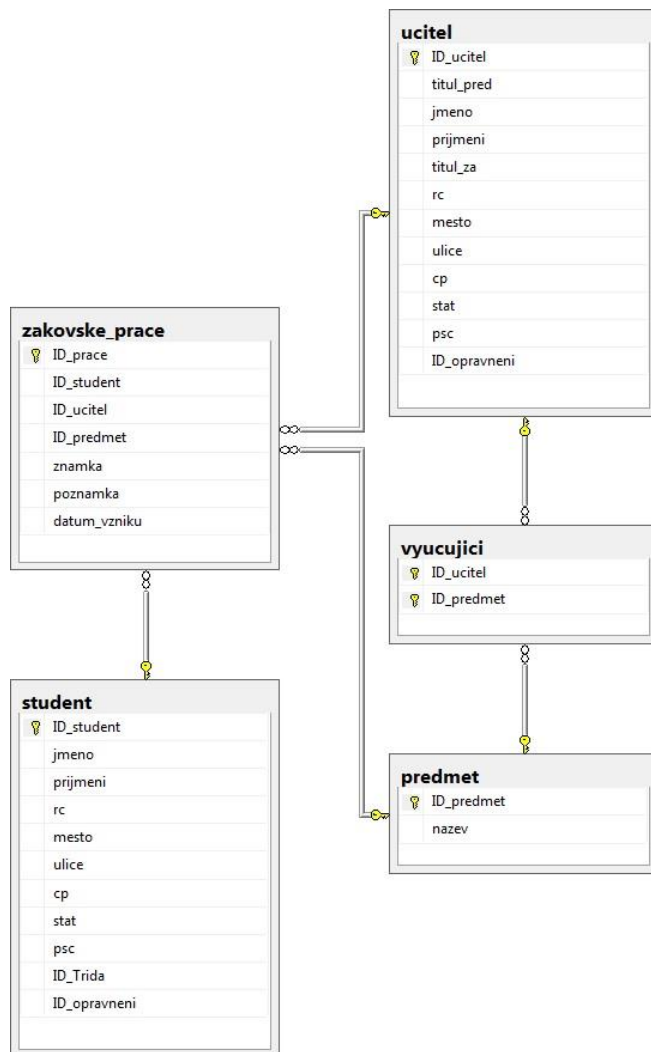 ucitel
ID_ucitel
titul_pred
jmeno
prijmeni
titul_za
rc
mesto
ulice
cp
stat
psc
ID_opravneni
zakovske_prace
ID_prace
ID_student
ID_ucitel
ID_predmet
znamka
poznamka
datum_vzniku
vyucujici
ID_ucitel
ID_predmet
student
ID_student
jmeno
prijmeni
rc
mesto
ulice
cp
stat
psc
ID_Trida
ID_opravneni
predmet
ID_predmet
nazev